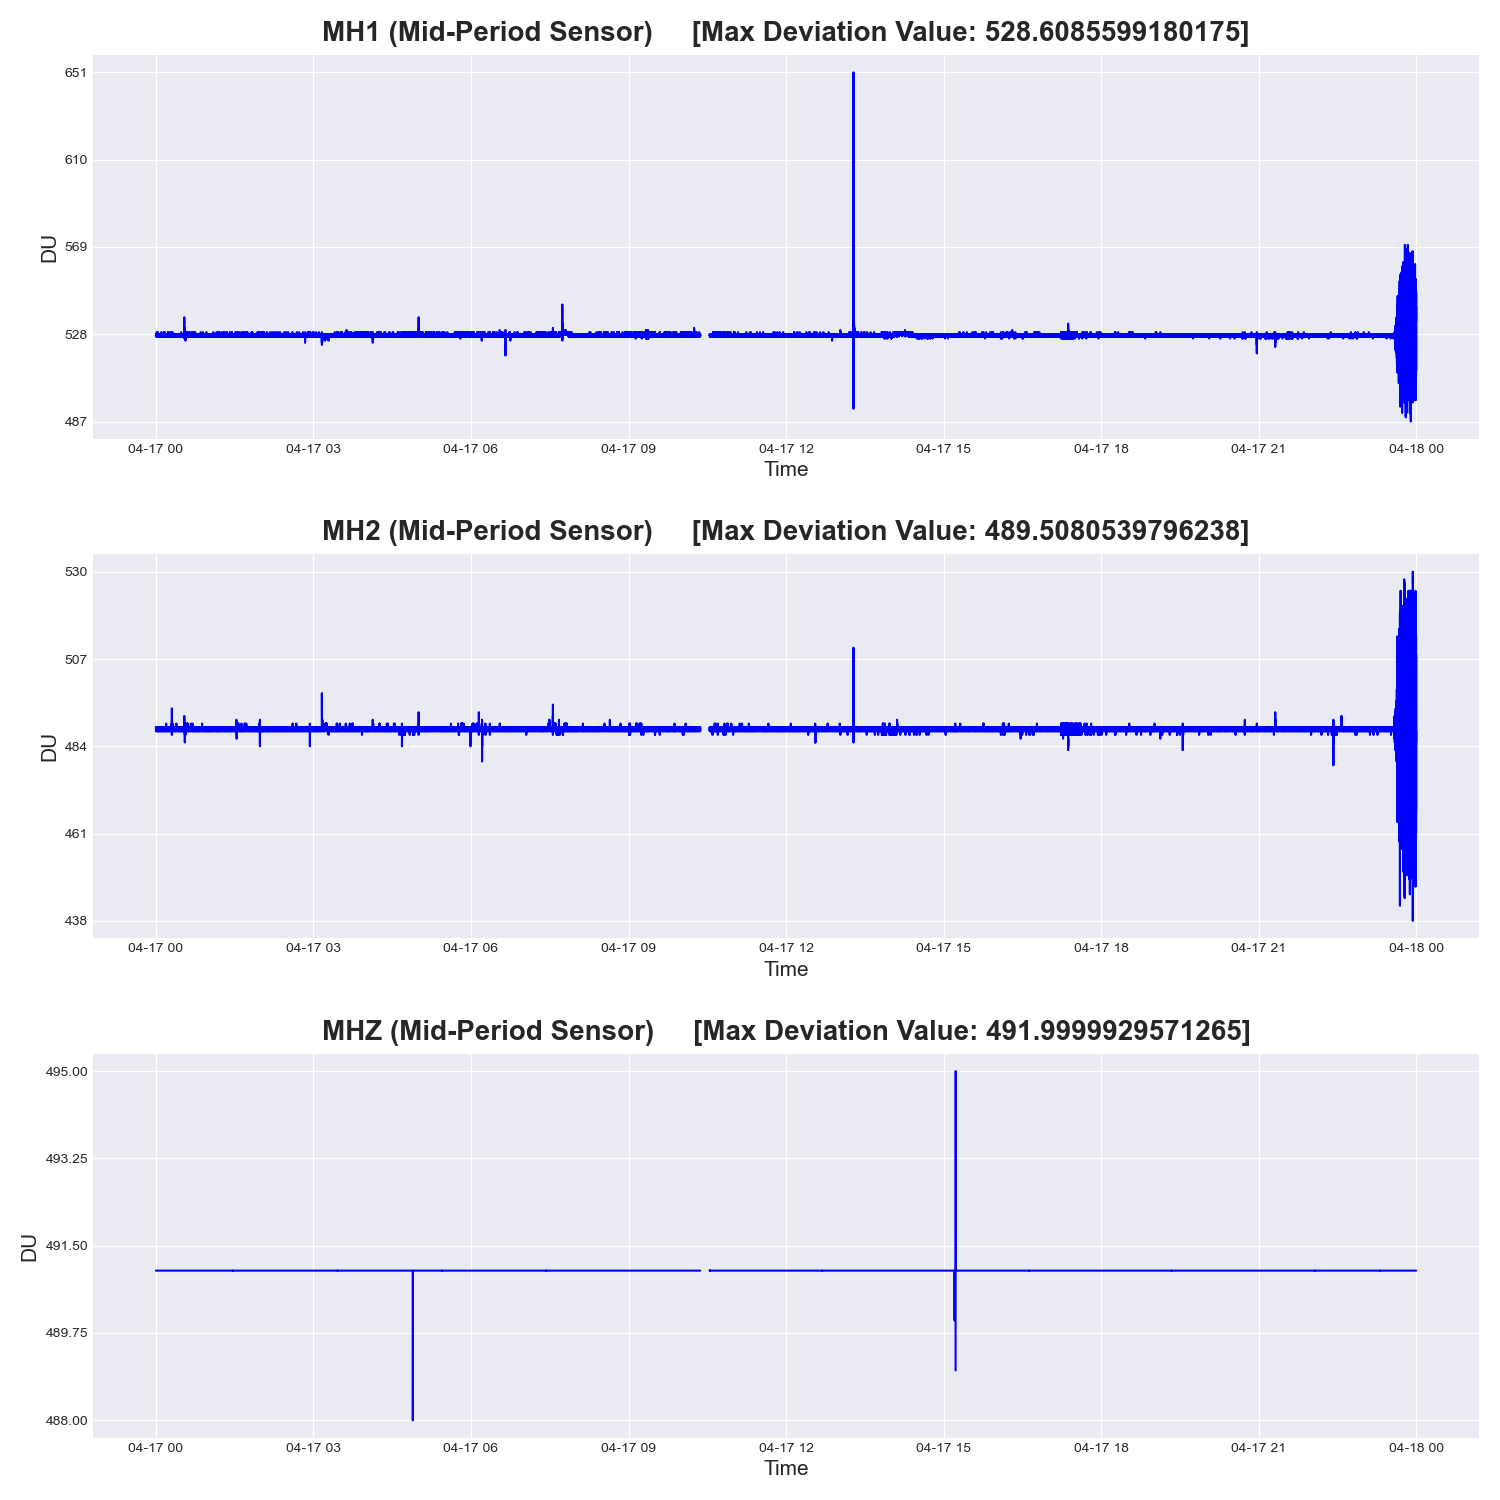 MH1 (Mid-Period Sensor) [Max Deviation Value: 528.6085599180175]
651
610
569
528
487
DU
04-17 00 04-17 03 04-17 06 04-17 09 04-17 12 04-17 15 04-17 18 04-17 21 04-18 00
Time
MH2 (Mid-Period Sensor) [Max Deviation Value: 489.5080539796238]
530
507
484
461
438
DU
04-17 00 04-17 03 04-17 06 04-17 09 04-17 12 04-17 15 04-17 18 04-17 21 04-18 00
Time
MHZ (Mid-Period Sensor) [Max Deviation Value: 491.9999929571265]
495.00
493.25
491.50
489.75
488.00
DU
04-17 00 04-17 03 04-17 06 04-17 09 04-17 12 04-17 15 04-17 18 04-17 21 04-18 00
Time